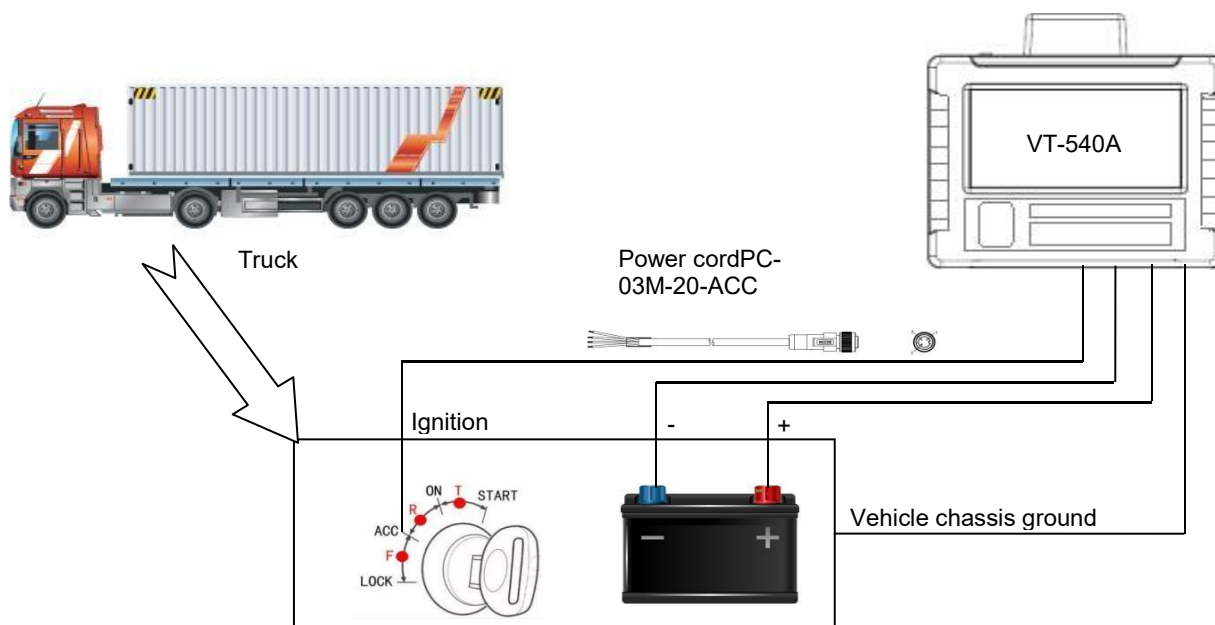 VT-540A
Truck
Power cordPC-
03M-20-ACC
Ignition
-
+
ON
T
START
R
ACC
F
LOCK
Vehicle chassis ground